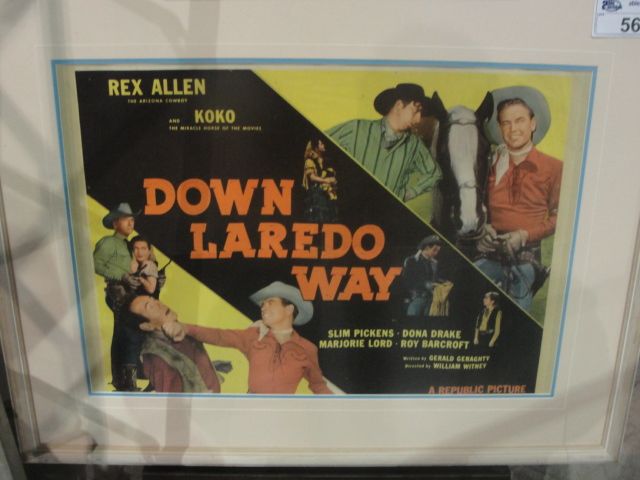 REX ALLEN
THE ARIZONA COWBOY
AND KOKO
THE MIRACLE HORSE OF THE MOVIES
DOWN
LAREDO
WAY
SLIM PICKENS · DONA DRAKE
MARJORIE LORD · ROY BARCROFT
Written by GERALD GERAGHTY
Directed by WILLIAM WITNEY
A REPUBLIC PICTURE
56